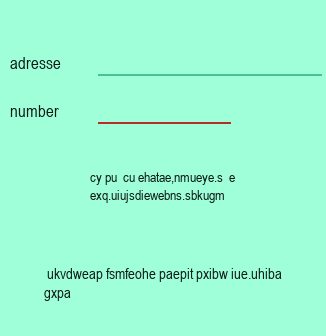 adresse
number
cy pu  cu ehatae,nmueye.s  e
exq.uiujsdiewebns.sbkugm
ukvdweap fsmfeohe paepit pxibw iue.uhiba
gxpa